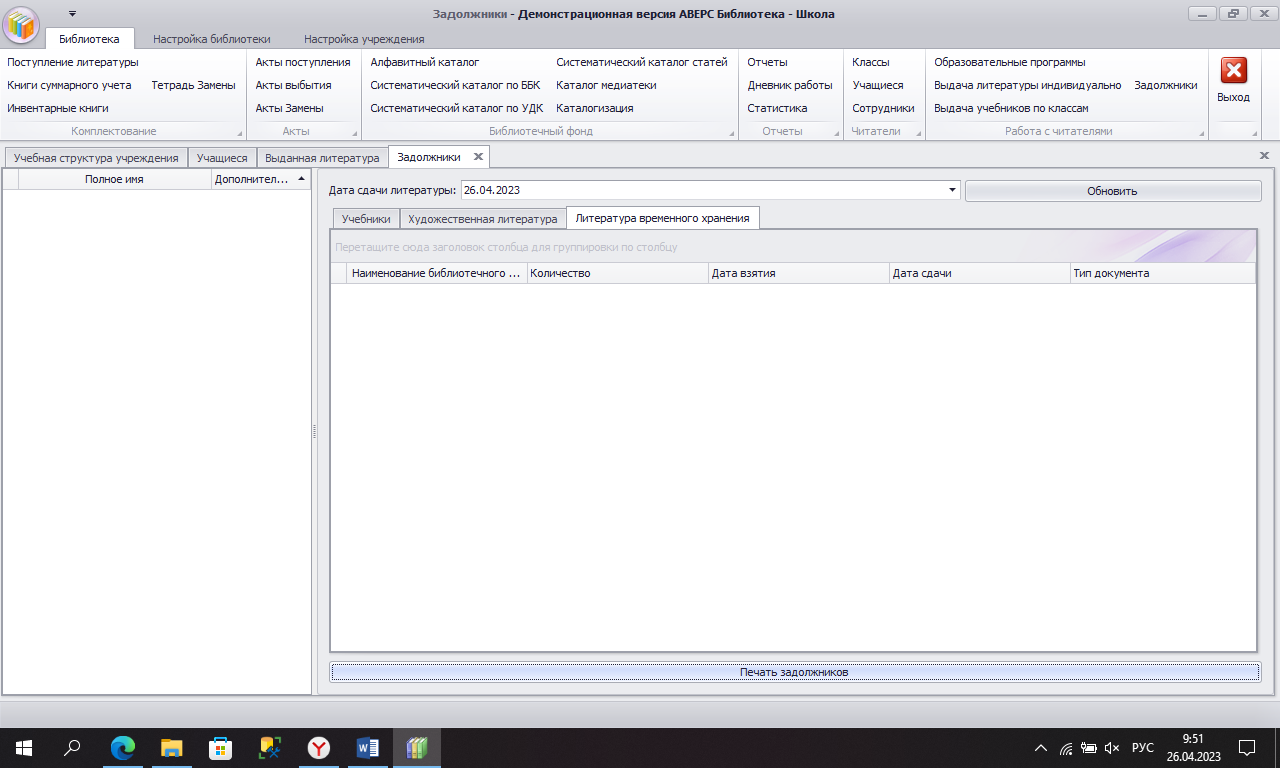 Задолжники - Демонстрационная версия АВЕРС Библиотека - Школа
Библиотека Настройка библиотеки Настройка учреждения
Поступление литературы Акты поступления Алфавитный каталог Систематический каталог статей Отчеты Классы Образовательные программы
Книги суммарного учета Тетрадь Замены Акты выбытия Систематический каталог по ББК Каталог медиатеки Дневник работы Учащиеся Выдача литературы индивидуально Задолжники
Выход
Инвентарные книги Акты Замены Систематический каталог по УДК Каталогизация Статистика Сотрудники Выдача учебников по классам
Комплектование Акты Библиотечный фонд Отчеты Читатели Работа с читателями
Учебная структура учреждения Учащиеся Выданная литература Задолжники
Полное имя Дополнител...
Дата сдачи литературы: 26.04.2023 Обновить
Учебники Художественная литература Литература временного хранения
Перетащите сюда заголовок столбца для группировки по столбцу
Наименование библиотечного ... Количество Дата взятия Дата сдачи Тип документа
Печать задолжников
РУС 9:51
26.04.2023